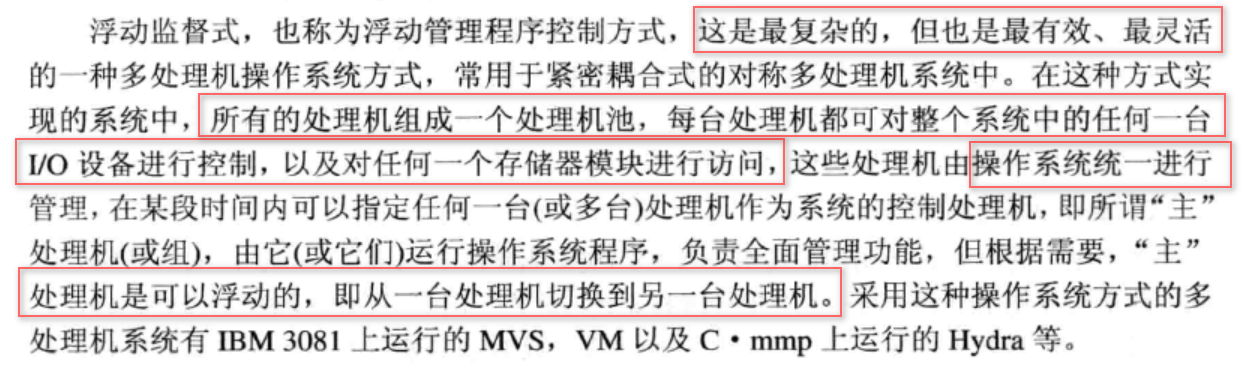 浮动监督式，也称为浮动管理程序控制方式，这是最复杂的，但也是最有效、最灵活
的一种多处理机操作系统方式，常用于紧密耦合式的对称多处理机系统中。在这种方式实
现的系统中，所有的处理机组成一个处理机池，每台处理机都可对整个系统中的任何一台
I/O 设备进行控制，以及对任何一个存储器模块进行访问，这些处理机由操作系统统一进行
管理，在某段时间内可以指定任何一台(或多台)处理机作为系统的控制处理机，即所谓“主”
处理机(或组)，由它(或它们)运行操作系统程序，负责全面管理功能，但根据需要，“主”
处理机是可以浮动的，即从一台处理机切换到另一台处理机。采用这种操作系统方式的多
处理机系统有 IBM 3081 上运行的 MVS，VM 以及 C·mmp 上运行的 Hydra 等。